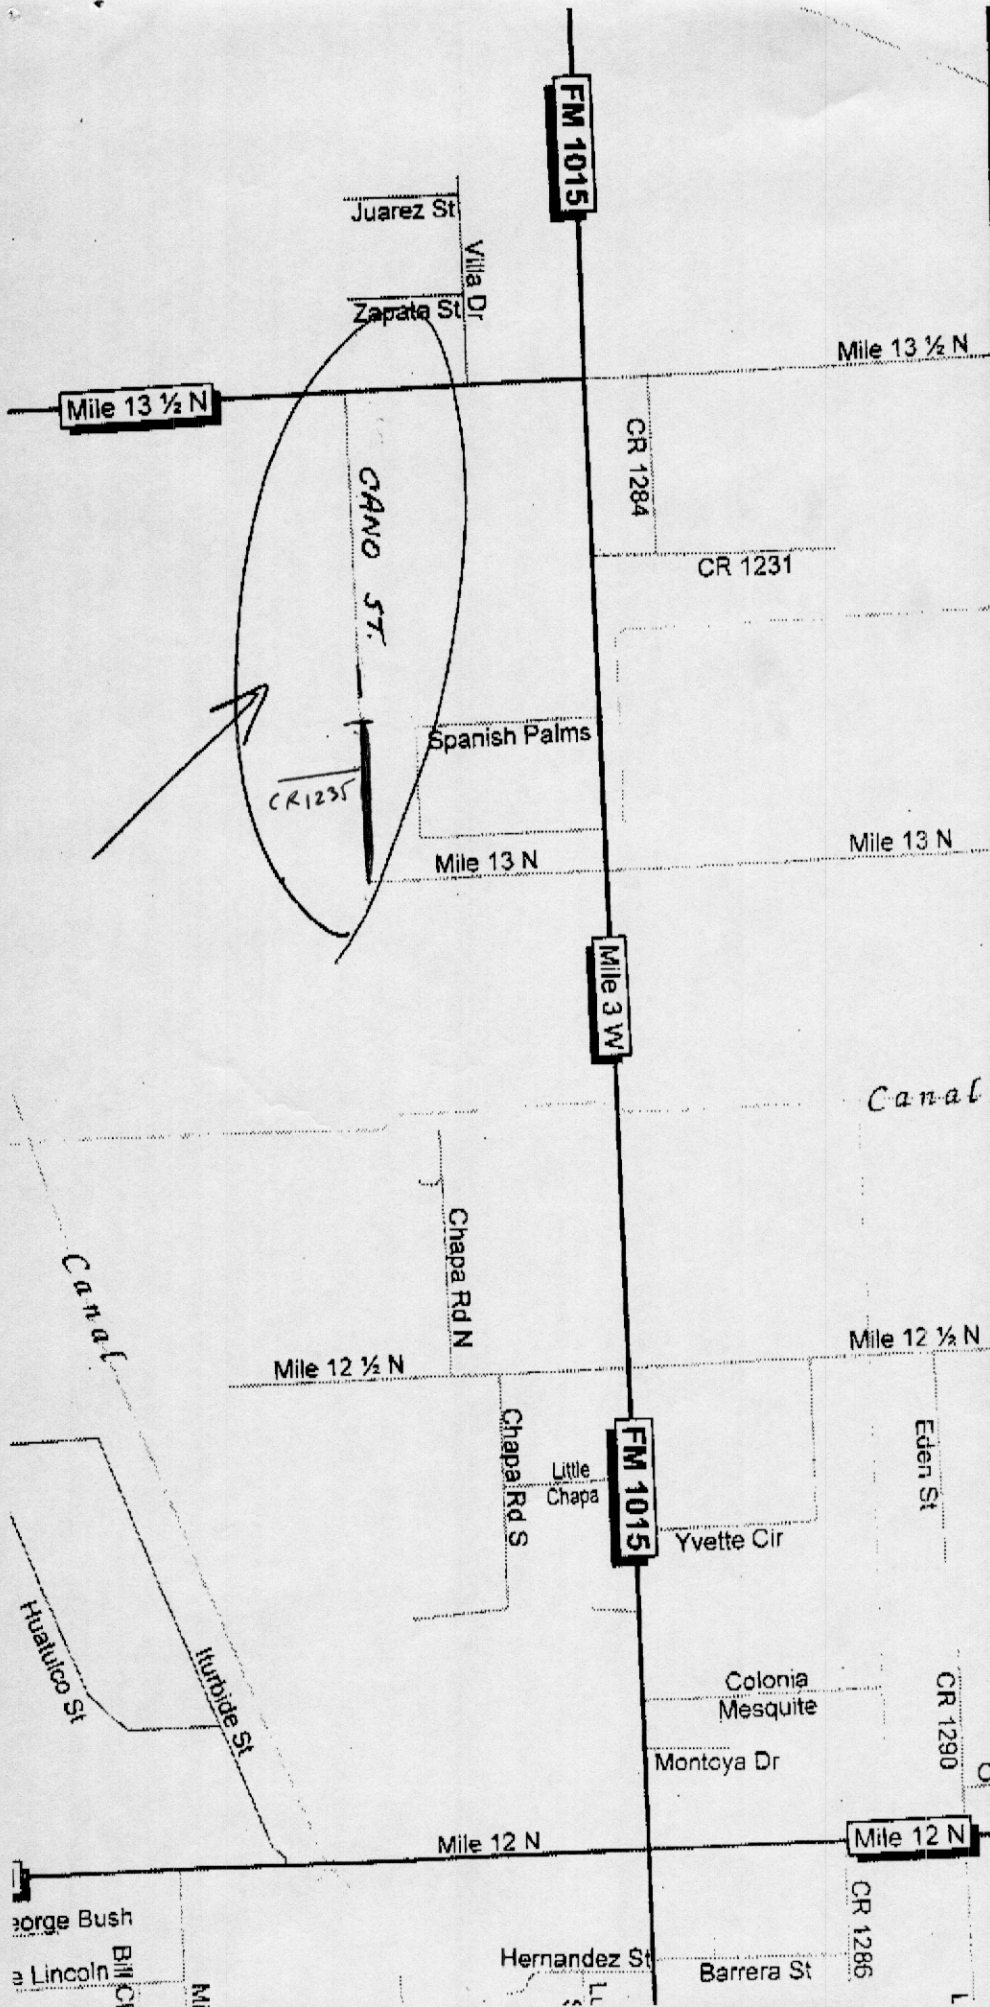 FM 1015
Juarez St
Villa Dr
Zapata St
Mile 13 ½ N
Mile 13 ½ N
CR 1284
CANO ST.
CR 1231
Spanish Palms
CR1235
Mile 13 N
Mile 13 N
Mile 3 W
Canal
Chapa Rd N
Canal
Mile 12 ½ N
Mile 12 ½ N
Chapa Rd S
Little
Chapa
FM 1015
Eden St
Yvette Cir
Huatulco St
Iturbide St
Colonia
Mesquite
CR 1290
Montoya Dr
Mile 12 N
Mile 12 N
eorge Bush
CR 1286
Lincoln
Bill
Hernandez St
Barrera St